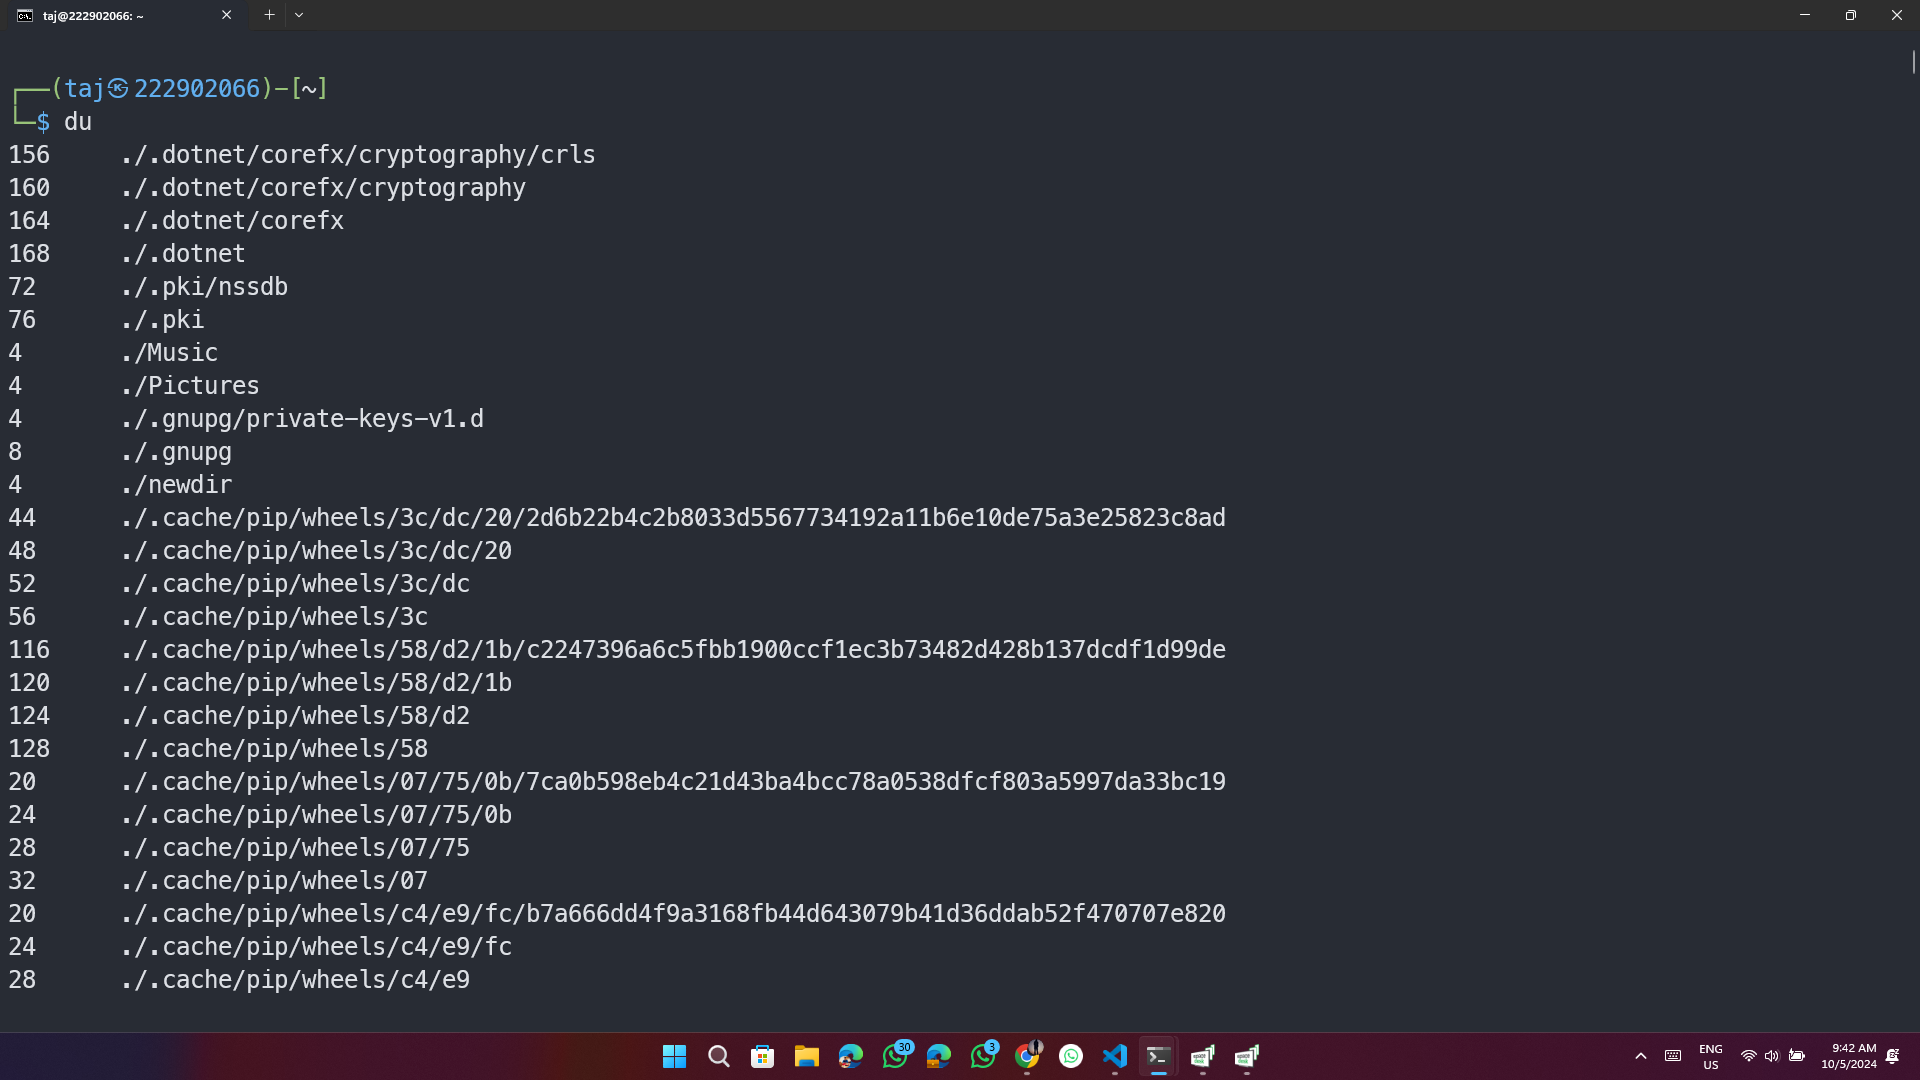 taj@222902066: ~
┌──(taj㉿222902066)-[~]
└─$ du
156 ./.dotnet/corefx/cryptography/crls
160 ./.dotnet/corefx/cryptography
164 ./.dotnet/corefx
168 ./.dotnet
72 ./.pki/nssdb
76 ./.pki
4 ./Music
4 ./Pictures
4 ./.gnupg/private-keys-v1.d
8 ./.gnupg
4 ./newdir
44 ./.cache/pip/wheels/3c/dc/20/2d6b22b4c2b8033d5567734192a11b6e10de75a3e25823c8ad
48 ./.cache/pip/wheels/3c/dc/20
52 ./.cache/pip/wheels/3c/dc
56 ./.cache/pip/wheels/3c
116 ./.cache/pip/wheels/58/d2/1b/c2247396a6c5fbb1900ccf1ec3b73482d428b137dcdf1d99de
120 ./.cache/pip/wheels/58/d2/1b
124 ./.cache/pip/wheels/58/d2
128 ./.cache/pip/wheels/58
20 ./.cache/pip/wheels/07/75/0b/7ca0b598eb4c21d43ba4bcc78a0538dfcf803a5997da33bc19
24 ./.cache/pip/wheels/07/75/0b
28 ./.cache/pip/wheels/07/75
32 ./.cache/pip/wheels/07
20 ./.cache/pip/wheels/c4/e9/fc/b7a666dd4f9a3168fb44d643079b41d36ddab52f470707e820
24 ./.cache/pip/wheels/c4/e9/fc
28 ./.cache/pip/wheels/c4/e9
30
3
ENG
US
9:42 AM
10/5/2024